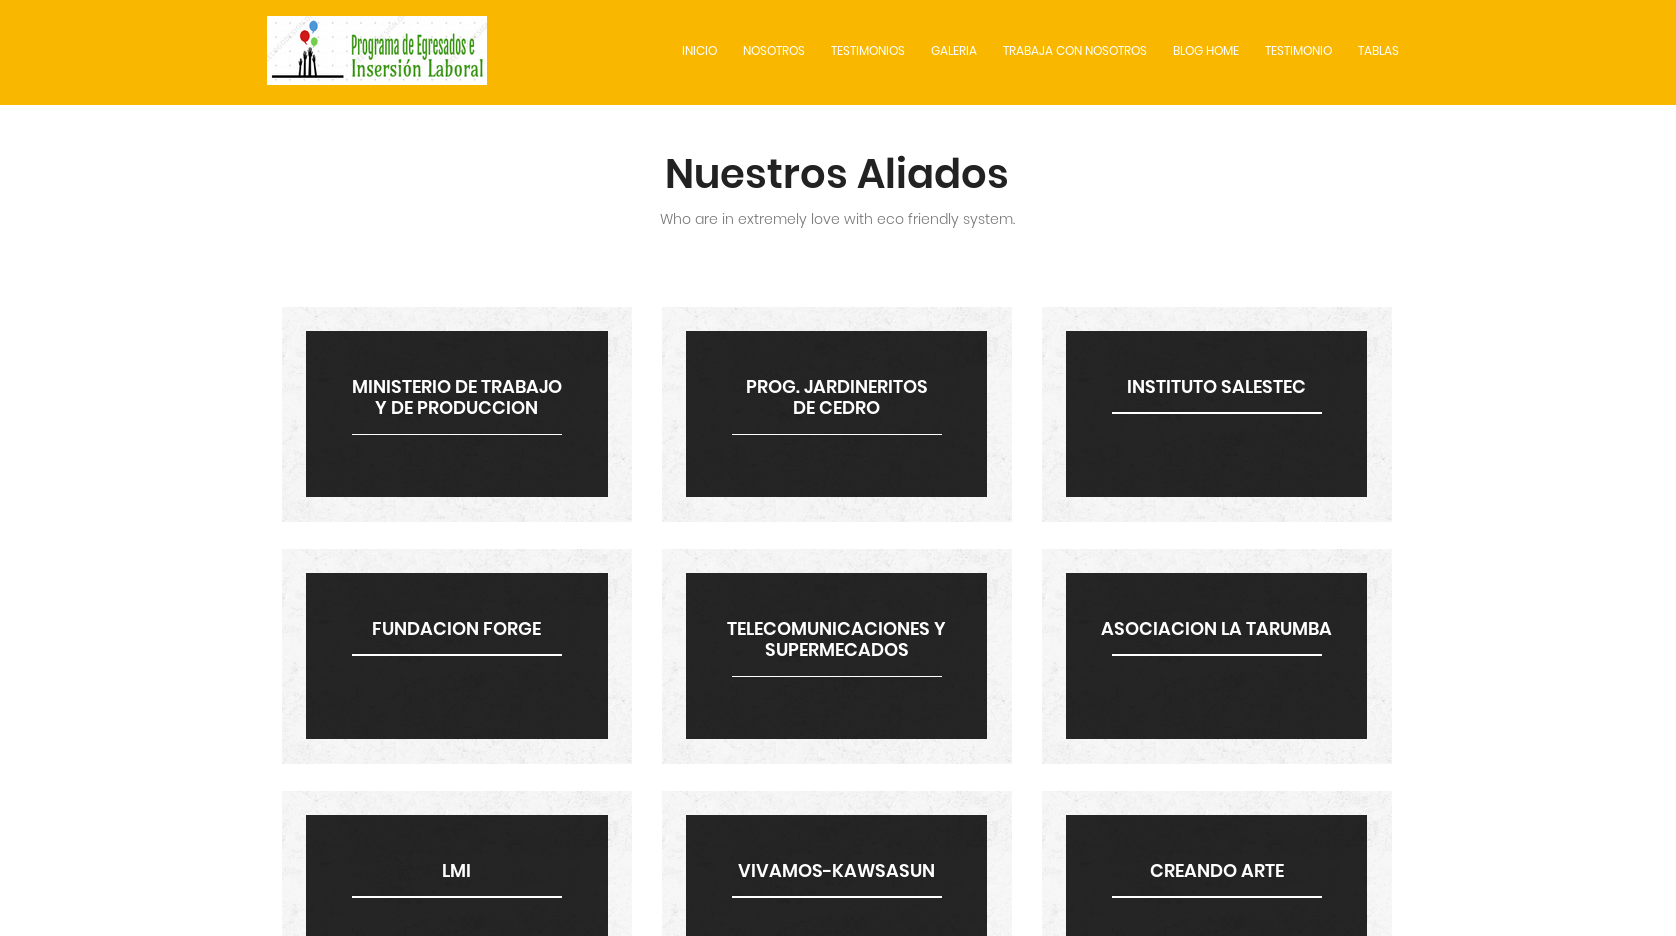 Programa de Egresados e
Insersión Laboral
INICIO NOSOTROS TESTIMONIOS GALERIA TRABAJA CON NOSOTROS BLOG HOME TESTIMONIO TABLAS
Nuestros Aliados
Who are in extremely love with eco friendly system.
MINISTERIO DE TRABAJO
Y DE PRODUCCION
PROG. JARDINERITOS
DE CEDRO
INSTITUTO SALESTEC
FUNDACION FORGE
TELECOMUNICACIONES Y
SUPERMECADOS
ASOCIACION LA TARUMBA
LMI
VIVAMOS-KAWSASUN
CREANDO ARTE